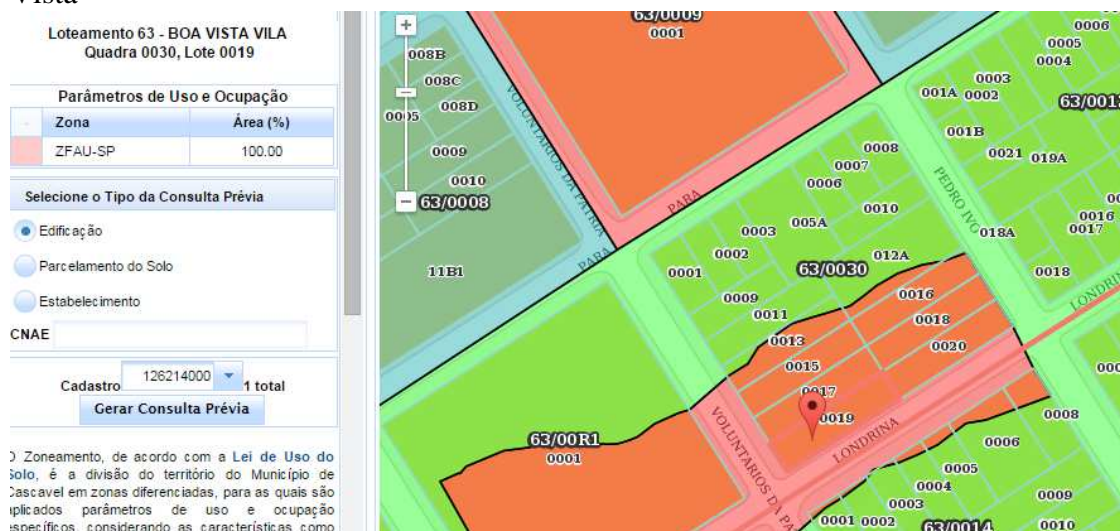 Vista
Loteamento 63 - BOA VISTA VILA
Quadra 0030, Lote 0019
Parâmetros de Uso e Ocupação
Zona Área (%)
ZFAU-SP 100.00
Selecione o Tipo da Consulta Prévia
Edificação
Parcelamento do Solo
Estabelecimento
CNAE
Cadastro 126214000 1 total
Gerar Consulta Prévia
O Zoneamento, de acordo com a Lei de Uso do
Solo, é a divisão do território do Município de
Cascavel em zonas diferenciadas, para as quais são
aplicados parâmetros de uso e ocupação
específicos, considerando as características como
008B
008C
008D
0005
0009
0010
63/0008
11B1
VOLUNTARIOS DA PATRIA
PARA
63/0009
0001
PARA
0008
0007
0006
0010
005A
0003
0002
0001
63/0030
012A
0009
0011
0013
0016
0018
0020
0015
0017
0019
LONDRINA
VOLUNTARIOS DA PA
63/00R1
0001
PEDRO IVO
0006
0005
0004
0003
001A 0002
001B
0021 019A
0016
0017
018A
0018
0008
0006
0005
0004
0003
0001 0002
0009
63/0014
0010